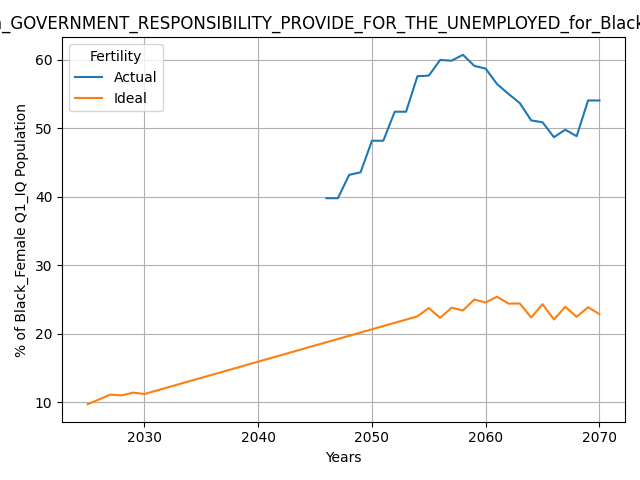 _GOVERNMENT_RESPONSIBILITY_PROVIDE_FOR_THE_UNEMPLOYED_for_Black
Fertility
Actual
Ideal
% of Black_Female Q1_IQ Population
60
50
40
30
20
10
2030 2040 2050 2060 2070
Years